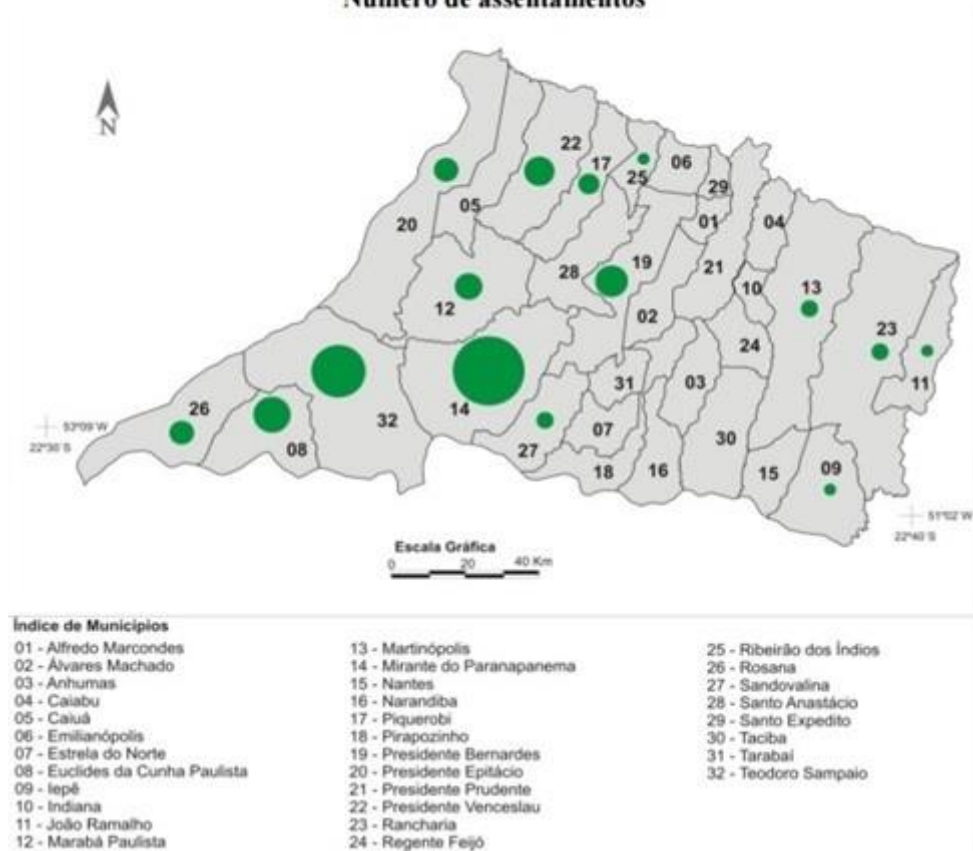 Número de assentamentos
N
22
17
25
06
29
05
01
04
20
28
19
21
10
13
12
02
23
24
31
03
11
14
26
32
07
30
08
27
18
16
15
09
53º09 W
22º30 S
51º02 W
22º40 S
Escala Gráfica
0 20 40 Km
Índice de Municípios
01 - Alfredo Marcondes
02 - Álvares Machado
03 - Anhumas
04 - Caiabu
05 - Caiuá
06 - Emilianópolis
07 - Estrela do Norte
08 - Euclides da Cunha Paulista
09 - Iepê
10 - Indiana
11 - João Ramalho
12 - Marabá Paulista
13 - Martinópolis
14 - Mirante do Paranapanema
15 - Nantes
16 - Narandiba
17 - Piquerobi
18 - Pirapozinho
19 - Presidente Bernardes
20 - Presidente Epitácio
21 - Presidente Prudente
22 - Presidente Venceslau
23 - Rancharia
24 - Regente Feijó
25 - Ribeirão dos Índios
26 - Rosana
27 - Sandovalina
28 - Santo Anastácio
29 - Santo Expedito
30 - Taciba
31 - Tarabai
32 - Teodoro Sampaio